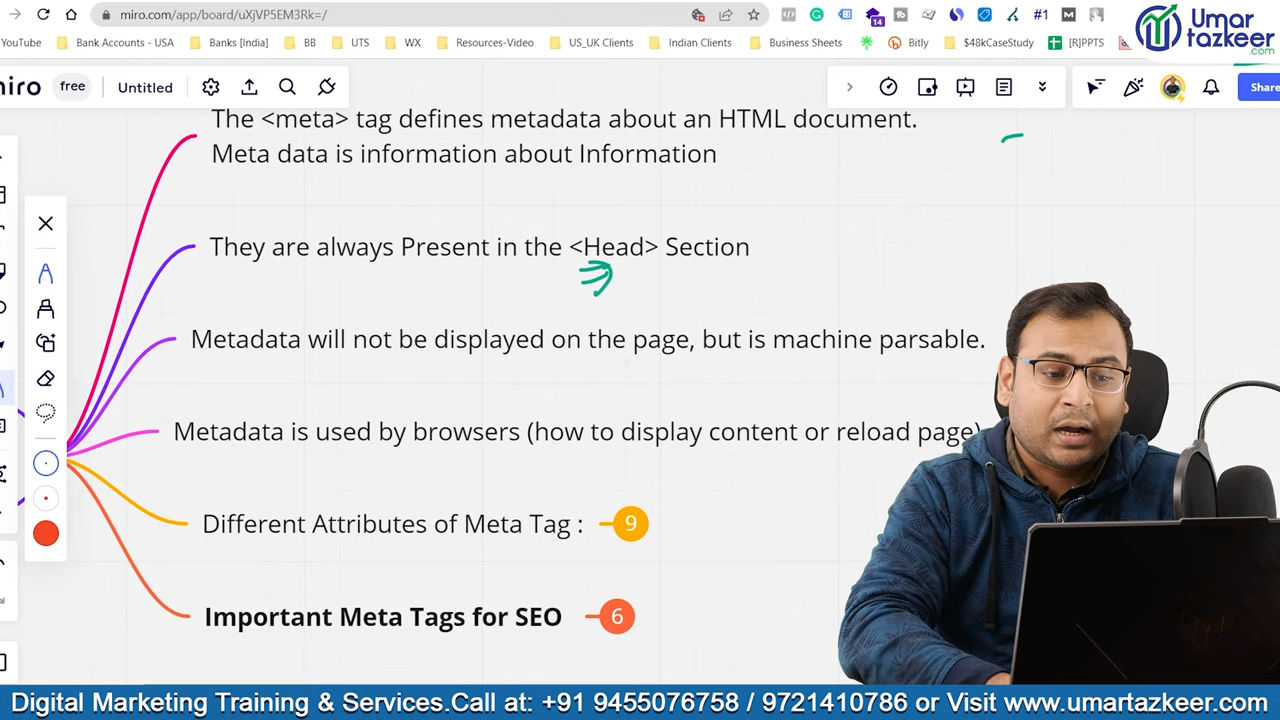 miro.com/app/board/uXjVP5EM3Rk=/
14
#1
YouTube
Bank Accounts - USA
Banks [India]
BB
UTS
WX
Resources-Video
US_UK Clients
Indian Clients
Business Sheets
Bitly
$48kCaseStudy
[R]PPTS
Umar
tazkeer
.com
miro
free
Untitled
Share
The <meta> tag defines metadata about an HTML document.
Meta data is information about Information
They are always Present in the <Head> Section
Metadata will not be displayed on the page, but is machine parsable.
Metadata is used by browsers (how to display content or reload page)
Different Attributes of Meta Tag :
9
Important Meta Tags for SEO
6
Digital Marketing Training & Services.Call at: +91 9455076758 / 9721410786 or Visit www.umartazkeer.com